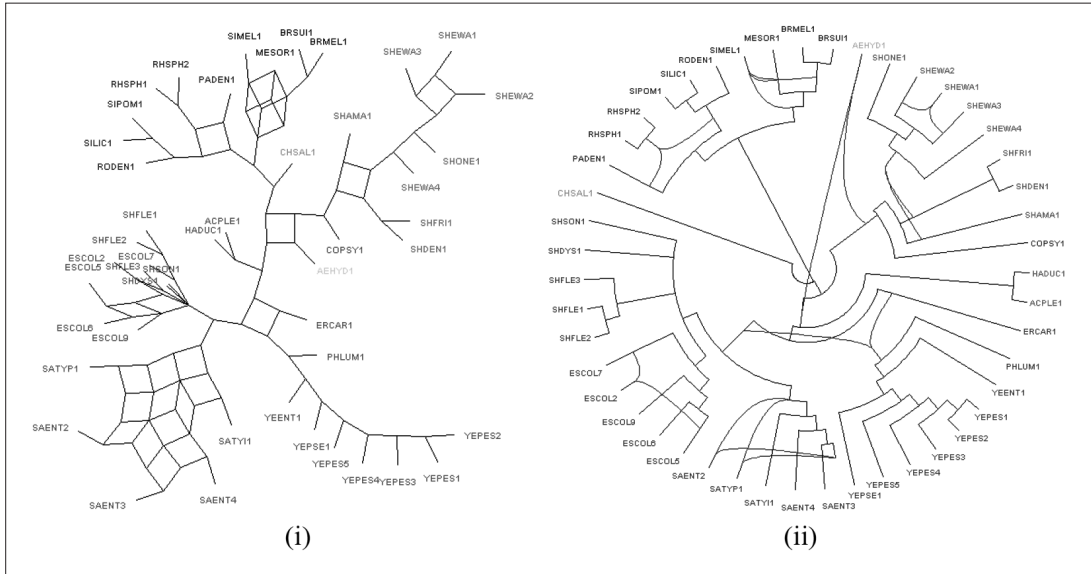 SIMEL1
BRSUI1
MESOR1
BRMEL1
RHSPH2
RHSPH1
PADEN1
SIPOM1
SILIC1
RODEN1
CHSAL1
SHEWA1
SHEWA3
SHEWA2
SHAMA1
SHONE1
SHEWA4
SHFRI1
SHDEN1
COPSY1
AEHYD1
ACPLE1
HADUC1
SHFLE1
SHFLE2
ESCOL2
ESCOL7
ESCOL5
SHFLE3
SHSON1
SHDYS1
ESCOL6
ESCOL9
ERCAR1
PHLUM1
SATYP1
YEENT1
SAENT2
SATYI1
YEPSE1
YEPES2
YEPES5
YEPES4
YEPES3
YEPES1
SAENT3
SAENT4
(i)
BRMEL1
MESOR1
BRSUI1
SIMEL1
AEHYD1
RODEN1
SHONE1
SILIC1
SHEWA2
SIPOM1
SHEWA1
SHEWA3
RHSPH2
RHSPH1
SHEWA4
PADEN1
SHFRI1
SHDEN1
CHSAL1
SHAMA1
SHSON1
COPSY1
SHDYS1
HADUC1
SHFLE3
ACPLE1
SHFLE1
ERCAR1
SHFLE2
PHLUM1
ESCOL7
YEENT1
ESCOL2
YEPES1
ESCOL9
YEPES2
ESCOL6
YEPES3
ESCOL5
YEPES4
SAENT2
YEPES5
SATYP1
YEPSE1
SATYI1
SAENT4
SAENT3
(ii)